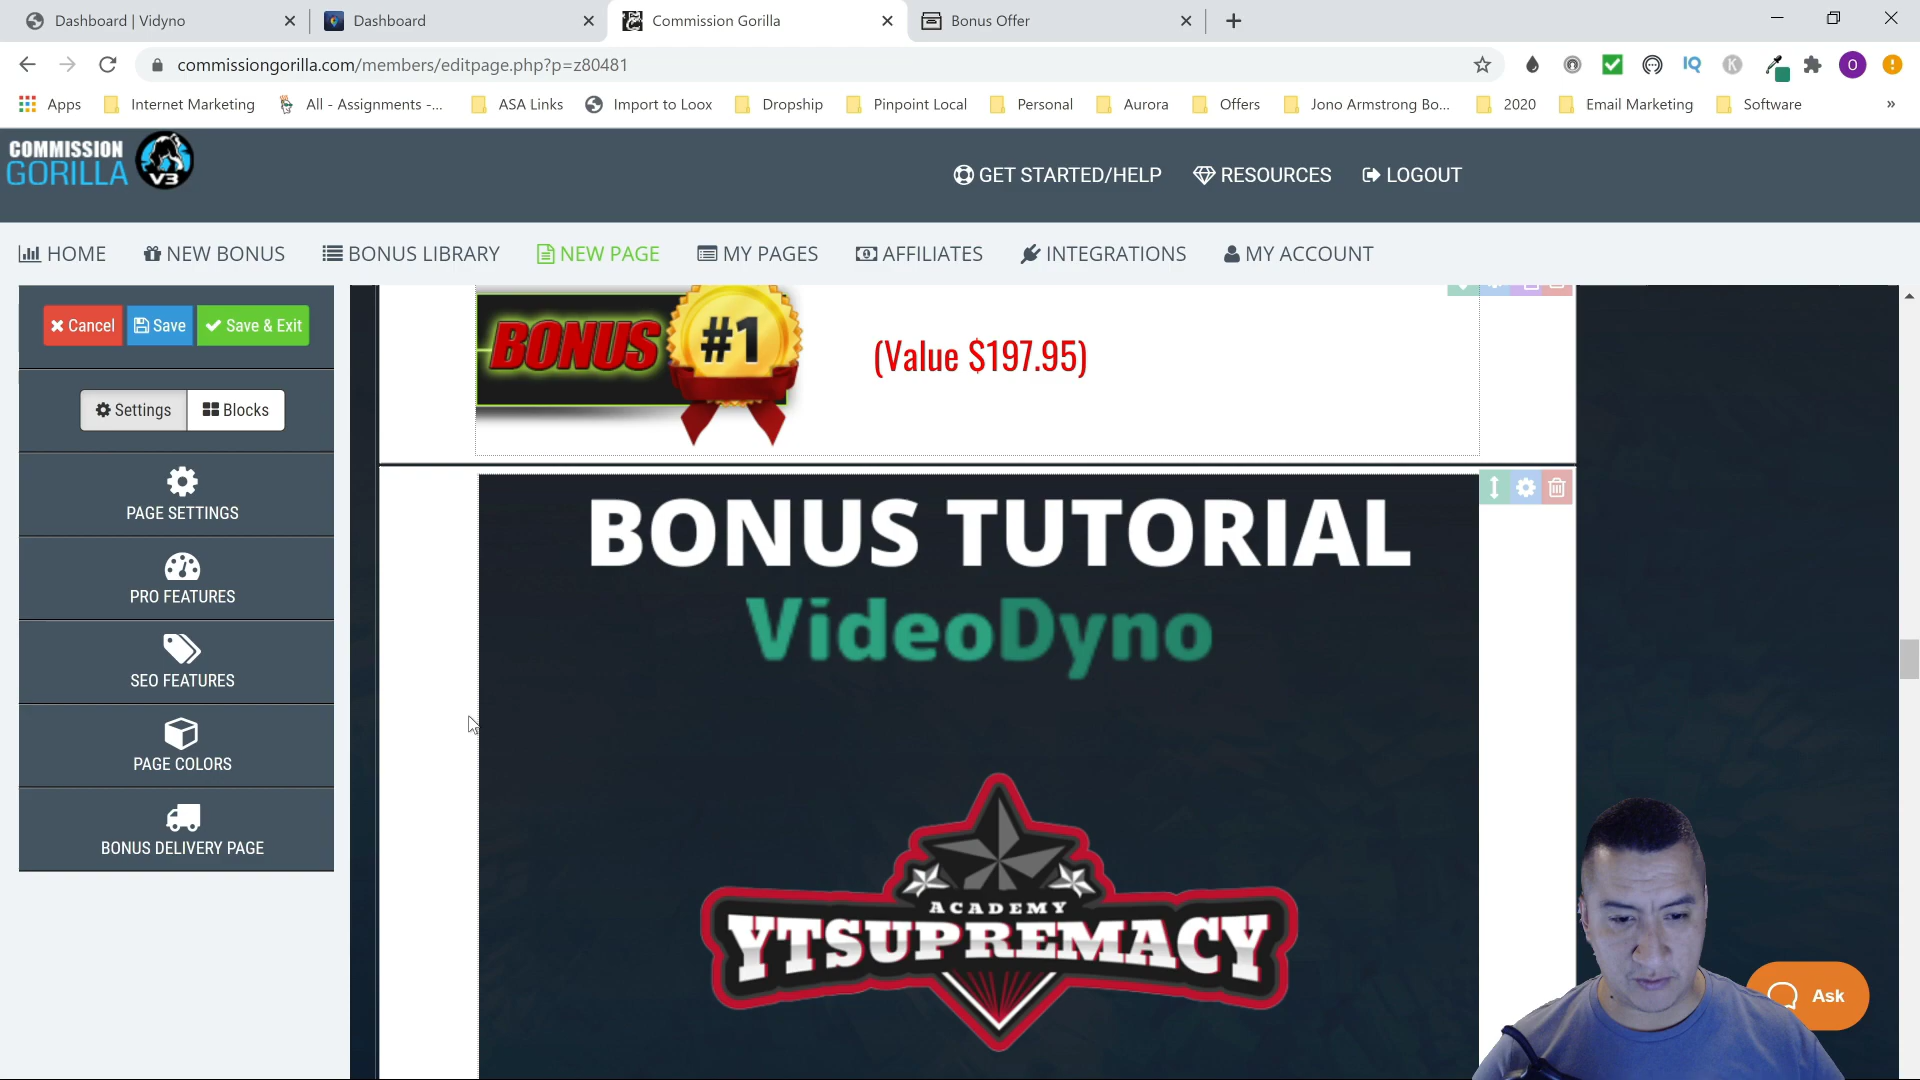 Dashboard | Vidyno
Dashboard
Commission Gorilla
Bonus Offer
commissiongorilla.com/members/editpage.php?p=z80481
IQ
K
O
Apps
Internet Marketing
All - Assignments -...
ASA Links
Import to Loox
Dropship
Pinpoint Local
Personal
Aurora
Offers
Jono Armstrong Bo...
2020
Email Marketing
Software
»
COMMISSION
GORILLA
V3
GET STARTED/HELP
RESOURCES
LOGOUT
HOME
NEW BONUS
BONUS LIBRARY
NEW PAGE
MY PAGES
AFFILIATES
INTEGRATIONS
MY ACCOUNT
Cancel
Save
Save & Exit
Settings
Blocks
PAGE SETTINGS
PRO FEATURES
SEO FEATURES
PAGE COLORS
BONUS DELIVERY PAGE
BONUS
#1
(Value $197.95)
BONUS TUTORIAL
VideoDyno
ACADEMY
YTSUPREMACY
Ask